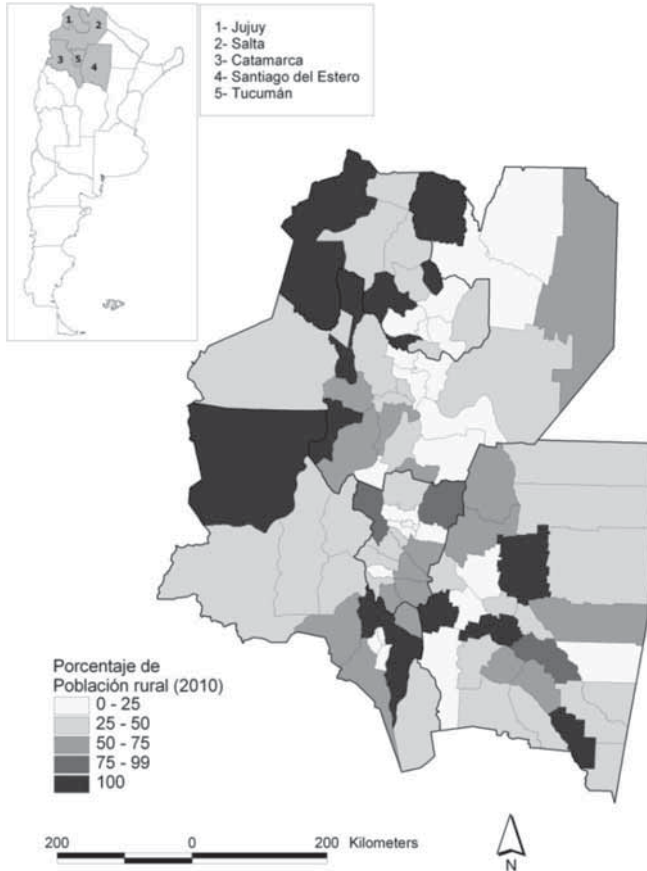 1
2
3
5
4
1- Jujuy
2- Salta
3- Catamarca
4- Santiago del Estero
5- Tucumán
Porcentaje de
Población rural (2010)
0 - 25
25 - 50
50 - 75
75 - 99
100
200 0 200 Kilometers
N